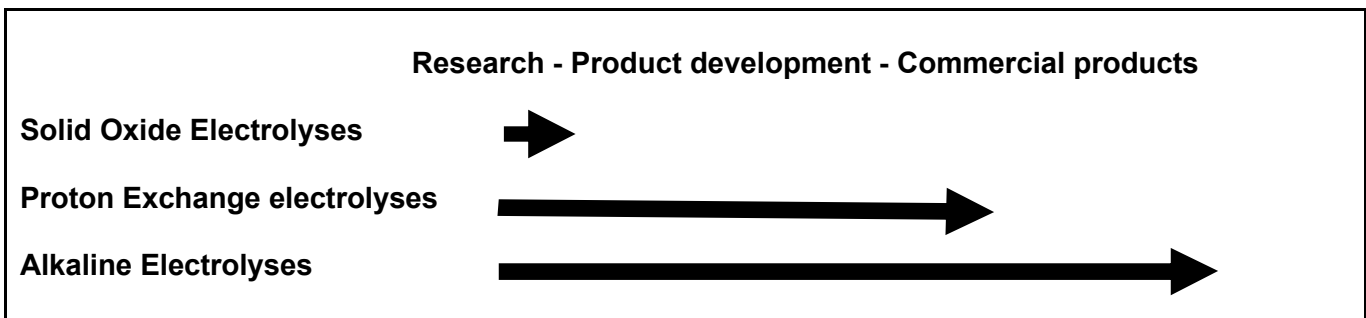 Research - Product development - Commercial products
Solid Oxide Electrolyses
Proton Exchange electrolyses
Alkaline Electrolyses